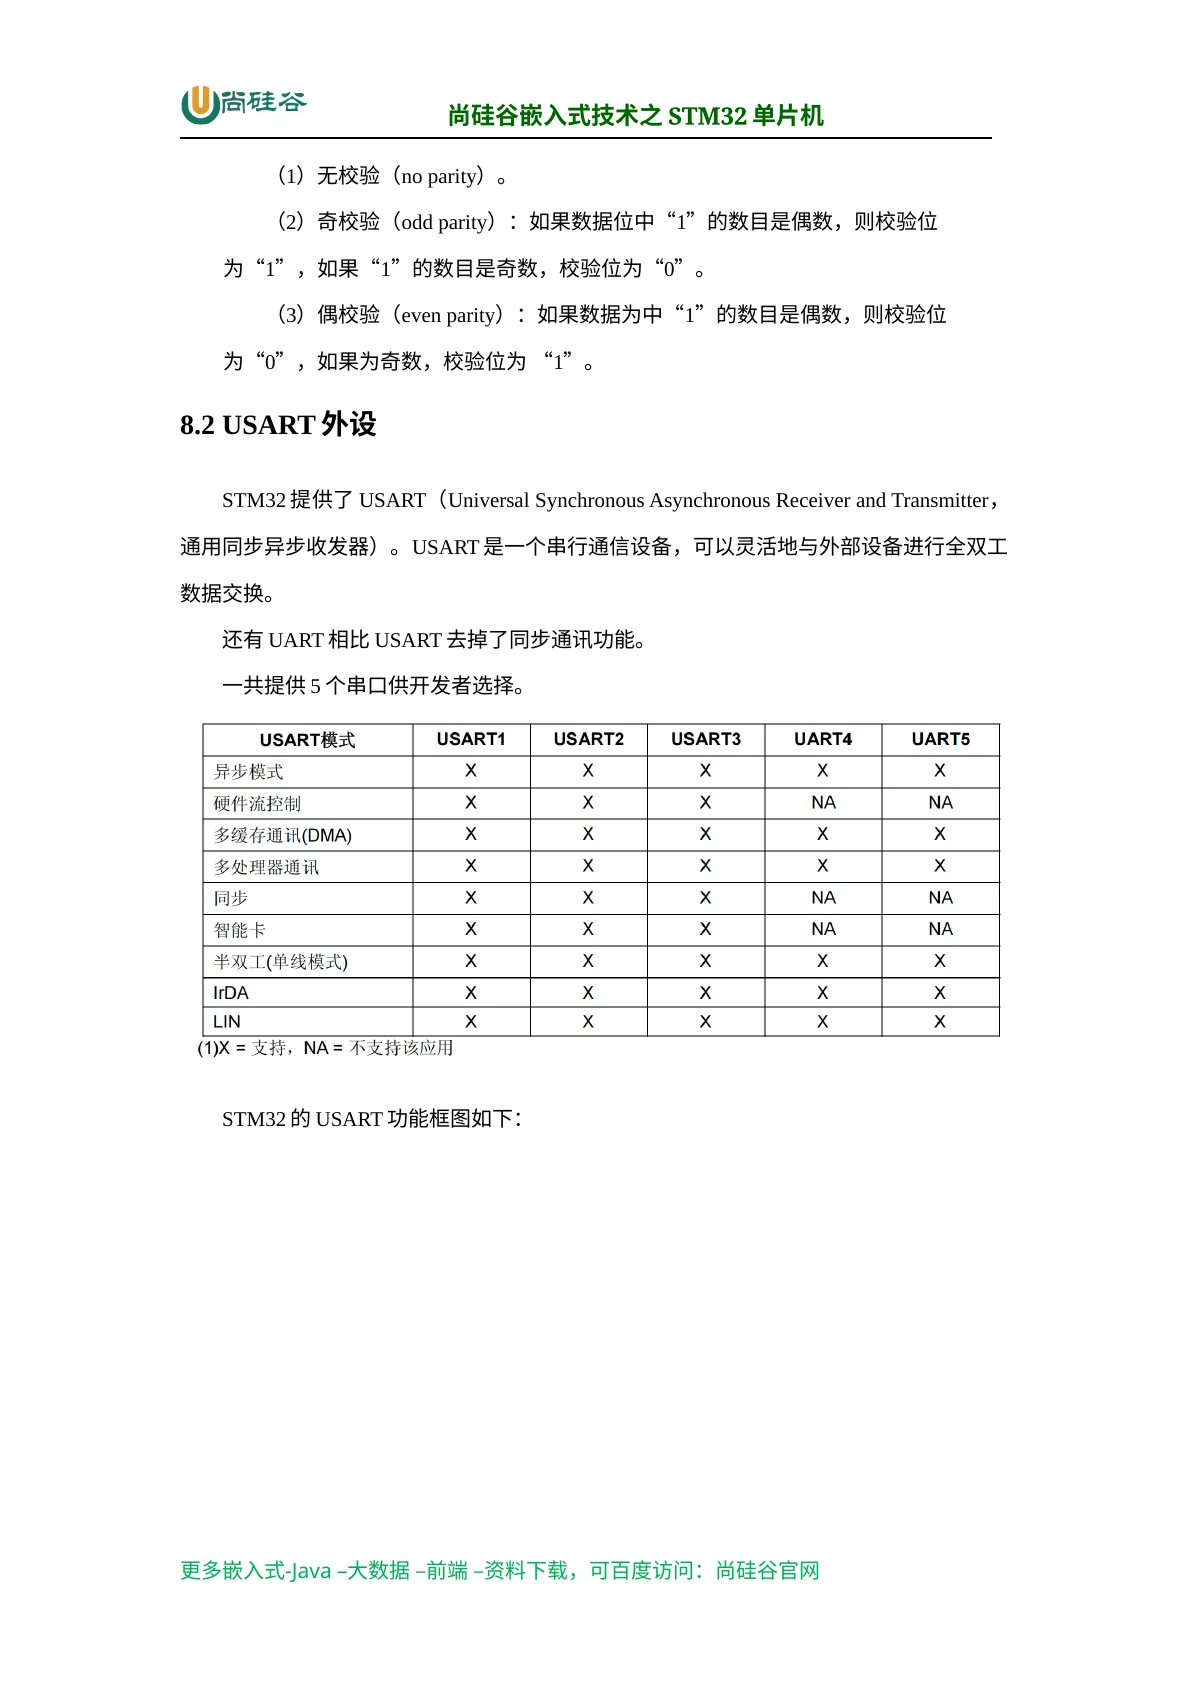 尚硅谷
尚硅谷嵌入式技术之 STM32 单片机
（1）无校验（no parity）。
（2）奇校验（odd parity）：如果数据位中“1”的数目是偶数，则校验位
为“1”，如果“1”的数目是奇数，校验位为“0”。
（3）偶校验（even parity）：如果数据为中“1”的数目是偶数，则校验位
为“0”，如果为奇数，校验位为 “1”。
8.2 USART 外设
STM32 提供了 USART（Universal Synchronous Asynchronous Receiver and Transmitter，
通用同步异步收发器）。USART 是一个串行通信设备，可以灵活地与外部设备进行全双工
数据交换。
还有 UART 相比 USART 去掉了同步通讯功能。
一共提供 5 个串口供开发者选择。
USART模式 USART1 USART2 USART3 UART4 UART5
异步模式 X X X X X
硬件流控制 X X X NA NA
多缓存通讯(DMA) X X X X X
多处理器通讯 X X X X X
同步 X X X NA NA
智能卡 X X X NA NA
半双工(单线模式) X X X X X
IrDA X X X X X
LIN X X X X X
(1)X = 支持，NA = 不支持该应用
STM32 的 USART 功能框图如下：
更多嵌入式-Java –大数据 –前端 –资料下载，可百度访问：尚硅谷官网